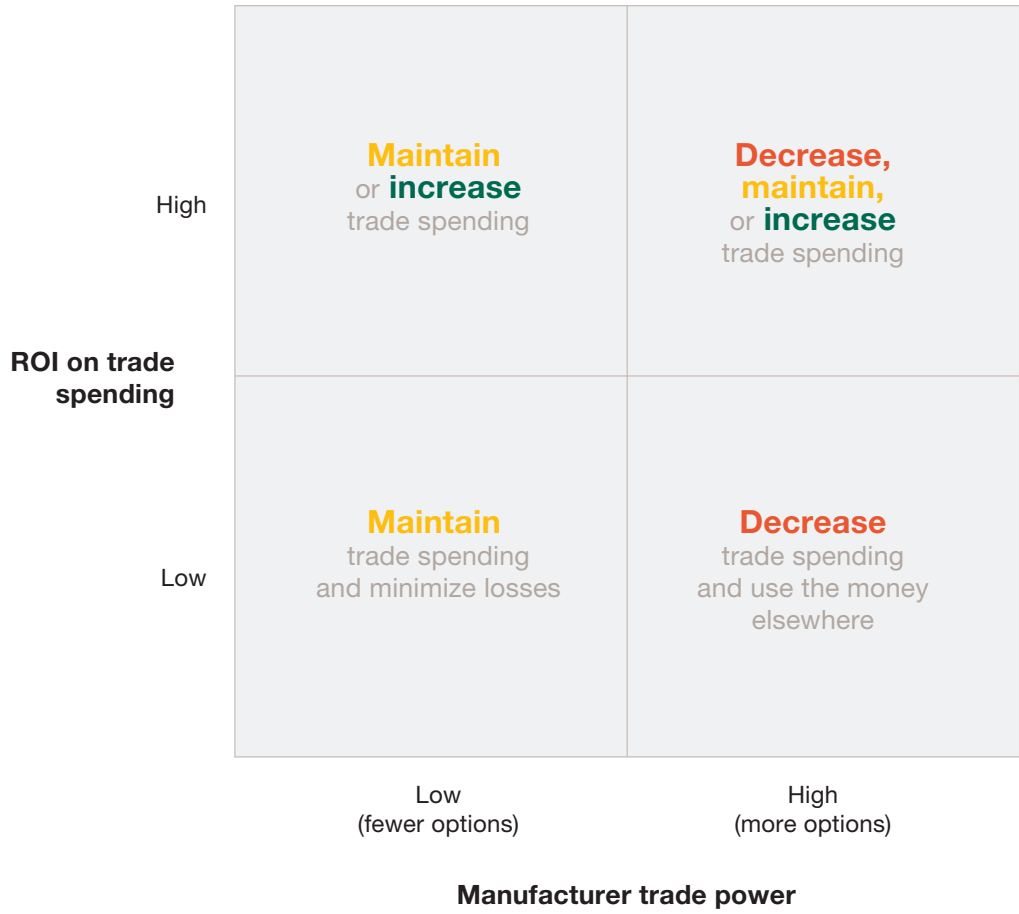 Maintain
or increase
trade spending
Decrease,
maintain,
or increase
trade spending
High
ROI on trade
spending
Maintain
trade spending
and minimize losses
Decrease
trade spending
and use the money
elsewhere
Low
Low
(fewer options)
High
(more options)
Manufacturer trade power